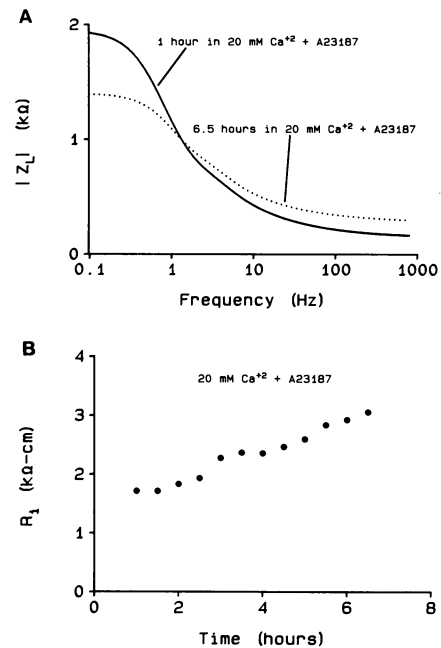 A
1 hour in 20 mM Ca+2 + A23187
6.5 hours in 20 mM Ca+2 + A23187
|ZL| (kΩ)
2
1
0
0.1 1 10 100 1000
Frequency (Hz)
B
20 mM Ca+2 + A23187
Ri (kΩ-cm)
4
3
2
1
0
0 2 4 6 8
Time (hours)